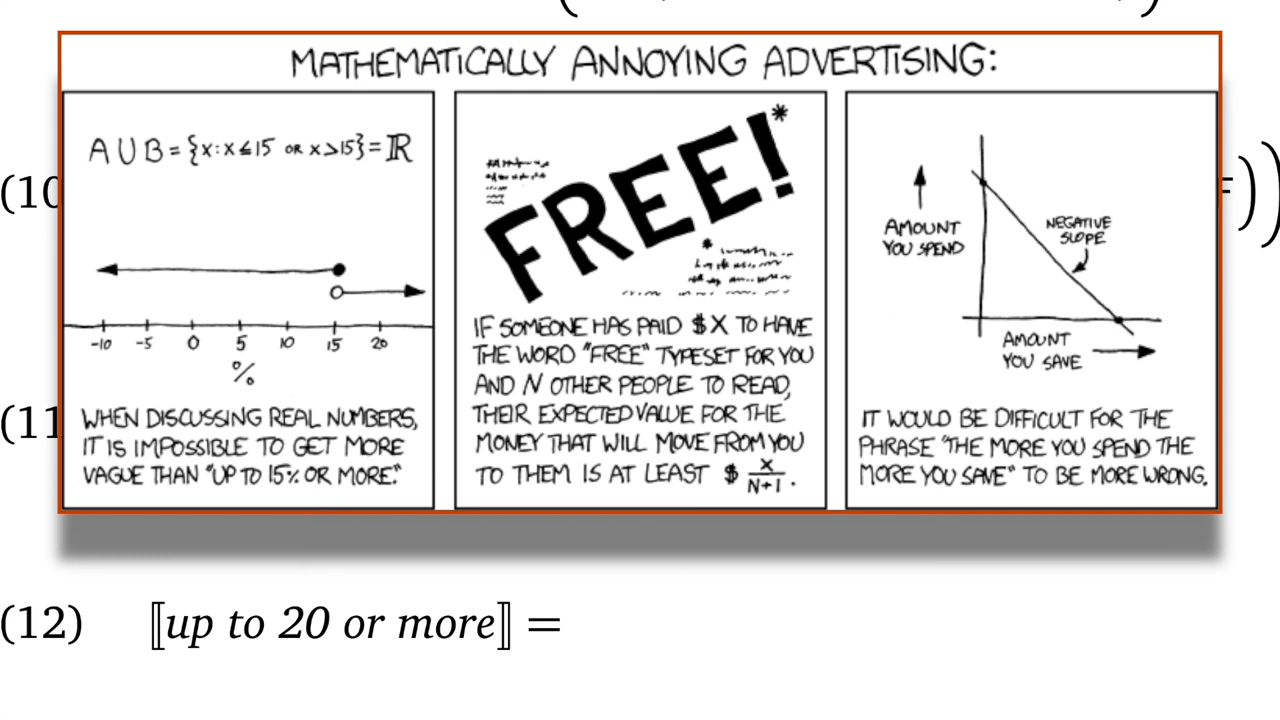 MATHEMATICALLY ANNOYING ADVERTISING:
A ∪ B = {x : x ≤ 15 OR x > 15} = ℝ
-10 -5 0 5 10 15 20
%
WHEN DISCUSSING REAL NUMBERS,
IT IS IMPOSSIBLE TO GET MORE
VAGUE THAN "UP TO 15% OR MORE."
FREE!*
*
IF SOMEONE HAS PAID $X TO HAVE
THE WORD "FREE" TYPESET FOR YOU
AND N OTHER PEOPLE TO READ,
THEIR EXPECTED VALUE FOR THE
MONEY THAT WILL MOVE FROM YOU
TO THEM IS AT LEAST $ X/N+1.
AMOUNT
YOU SPEND
NEGATIVE
SLOPE
AMOUNT
YOU SAVE
IT WOULD BE DIFFICULT FOR THE
PHRASE "THE MORE YOU SPEND THE
MORE YOU SAVE" TO BE MORE WRONG.
(10
))
(11
(12) ⟦up to 20 or more⟧ =